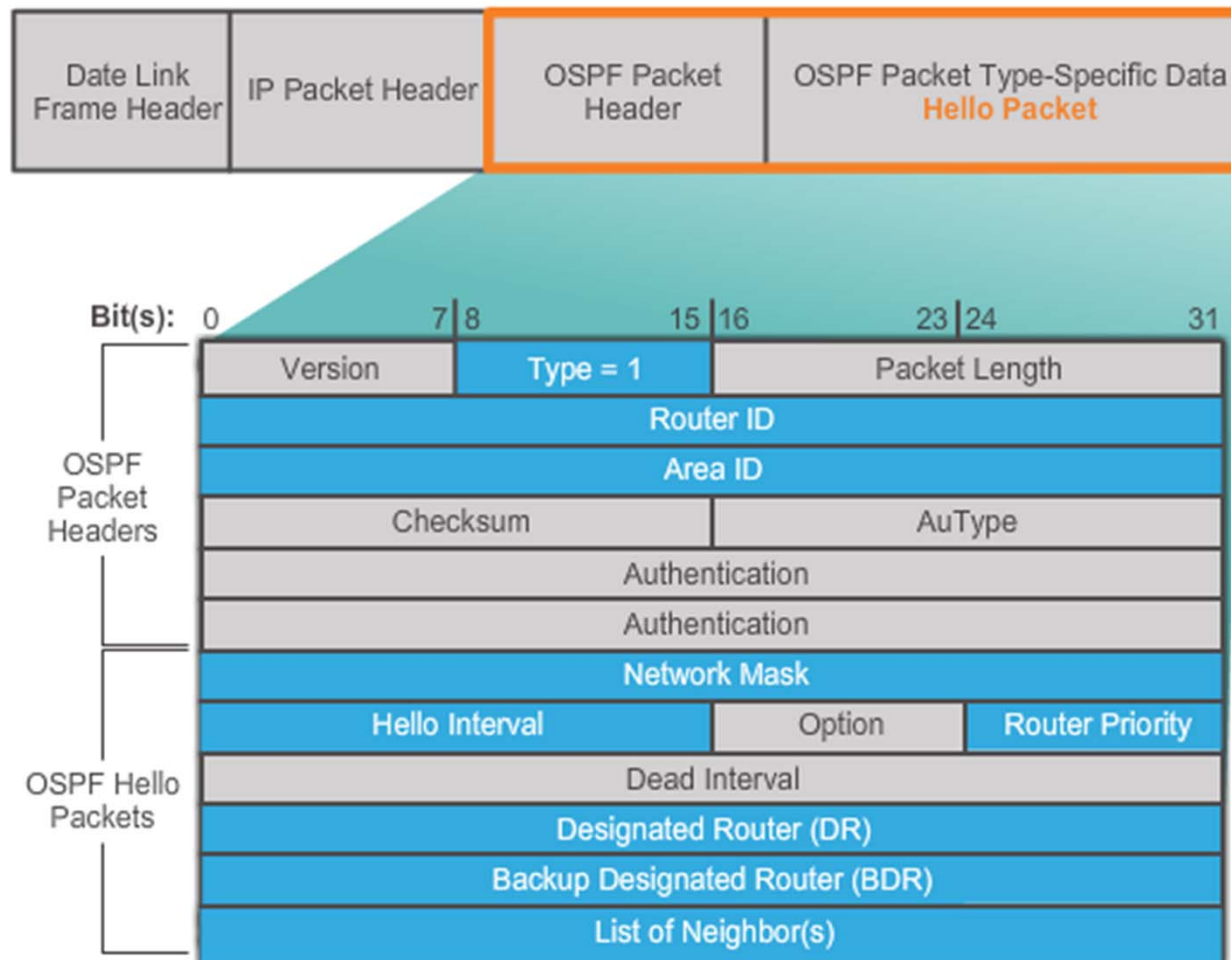 Date Link
Frame Header
IP Packet Header
OSPF Packet
Header
OSPF Packet Type-Specific Data
Hello Packet
Bit(s): 0 7 8 15 16 23 24 31
OSPF
Packet
Headers
Version Type = 1 Packet Length
Router ID
Area ID
Checksum AuType
Authentication
Authentication
OSPF Hello
Packets
Network Mask
Hello Interval Option Router Priority
Dead Interval
Designated Router (DR)
Backup Designated Router (BDR)
List of Neighbor(s)